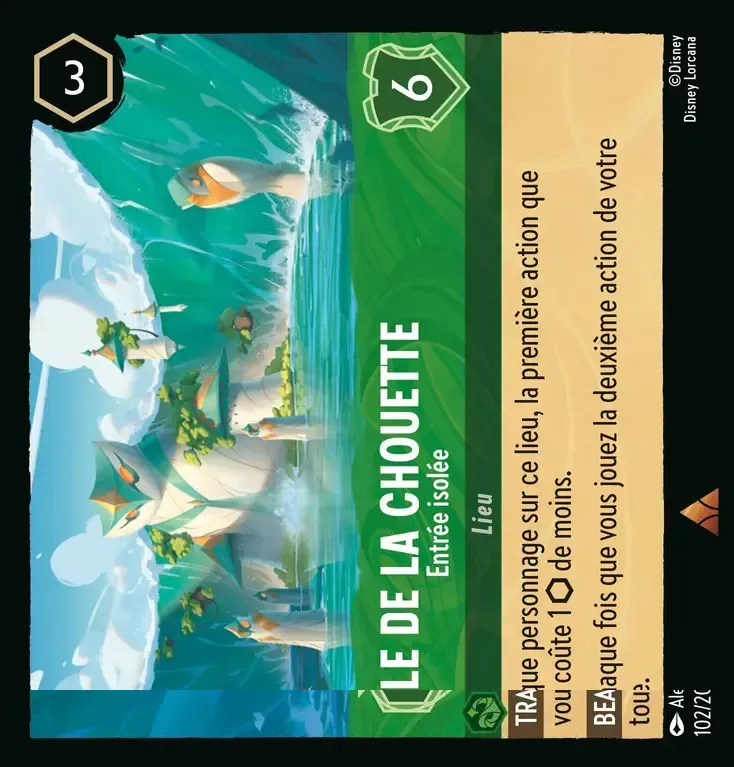 3
6
LE DE LA CHOUETTE
Entrée isolée
Lieu
TRA que personnage sur ce lieu, la première action que
vou coûte 1 de moins.
BEA aque fois que vous jouez la deuxième action de votre
tou
102/20
©Disney
Disney Lorcana